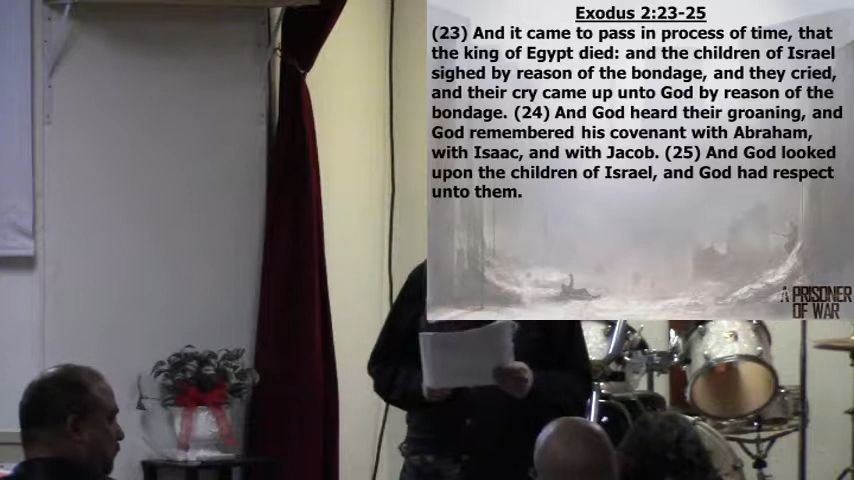 Exodus 2:23-25
(23) And it came to pass in process of time, that
the king of Egypt died: and the children of Israel
sighed by reason of the bondage, and they cried,
and their cry came up unto God by reason of the
bondage. (24) And God heard their groaning, and
God remembered his covenant with Abraham,
with Isaac, and with Jacob. (25) And God looked
upon the children of Israel, and God had respect
unto them.
A PRISONER
OF WAR